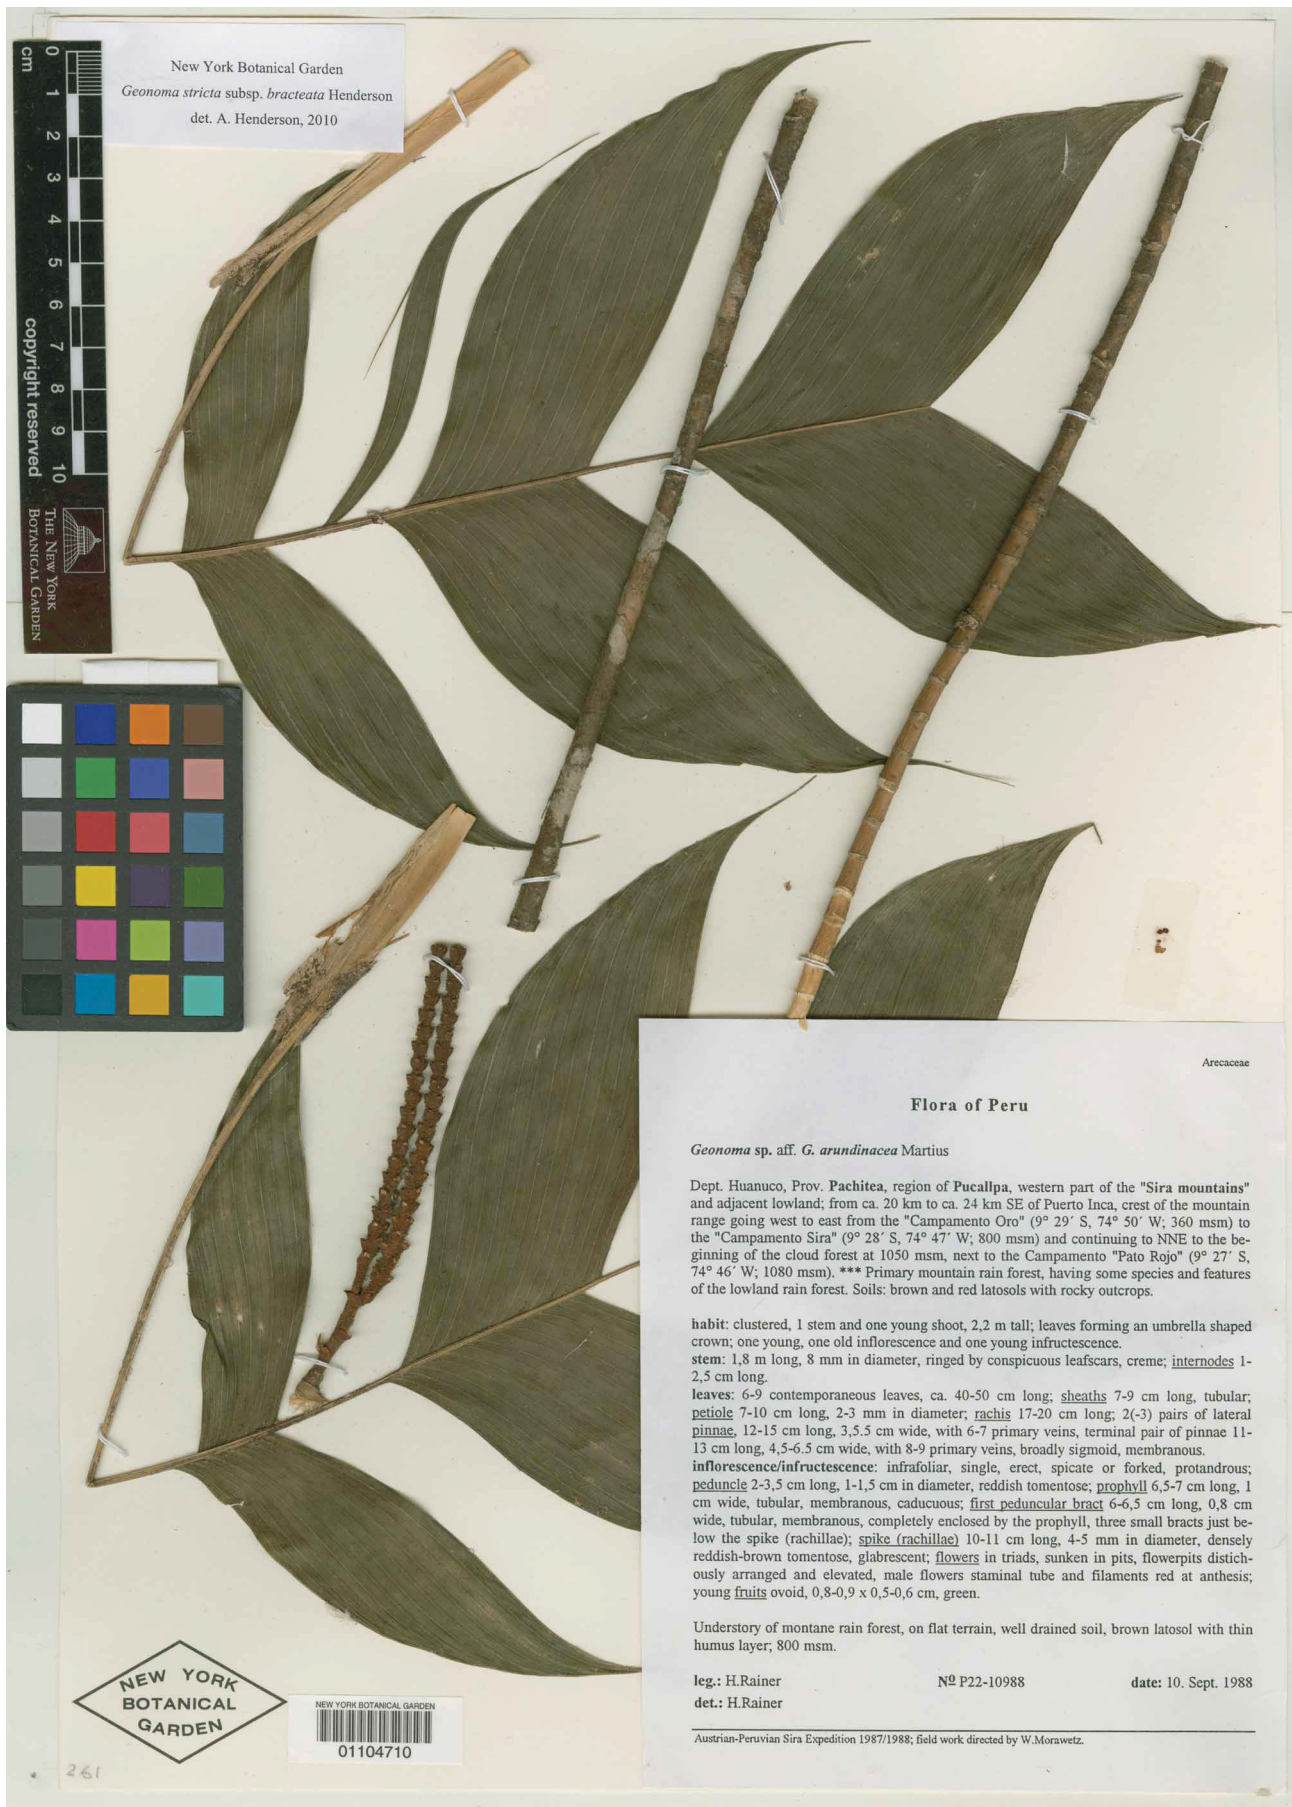 New York Botanical Garden
Geonoma stricta subsp. bracteata Henderson
det. A. Henderson, 2010
cm
0
1
2
3
4
5
6
7
8
9
10
copyright reserved
THE NEW YORK
BOTANICAL GARDEN
Arecaceae
Flora of Peru
Geonoma sp. aff. G. arundinacea Martius
Dept. Huanuco, Prov. Pachitea, region of Pucallpa, western part of the "Sira mountains"
and adjacent lowland; from ca. 20 km to ca. 24 km SE of Puerto Inca, crest of the mountain
range going west to east from the "Campamento Oro" (9° 29´ S, 74° 50´ W; 360 msm) to
the "Campamento Sira" (9° 28´ S, 74° 47´ W; 800 msm) and continuing to NNE to the be-
ginning of the cloud forest at 1050 msm, next to the Campamento "Pato Rojo" (9° 27´ S,
74° 46´ W; 1080 msm). *** Primary mountain rain forest, having some species and features
of the lowland rain forest. Soils: brown and red latosols with rocky outcrops.
habit: clustered, 1 stem and one young shoot, 2,2 m tall; leaves forming an umbrella shaped
crown; one young, one old inflorescence and one young infructescence.
stem: 1,8 m long, 8 mm in diameter, ringed by conspicuous leafscars, creme; internodes 1-
2,5 cm long.
leaves: 6-9 contemporaneous leaves, ca. 40-50 cm long; sheaths 7-9 cm long, tubular;
petiole 7-10 cm long, 2-3 mm in diameter; rachis 17-20 cm long; 2(-3) pairs of lateral
pinnae, 12-15 cm long, 3,5.5 cm wide, with 6-7 primary veins, terminal pair of pinnae 11-
13 cm long, 4,5-6.5 cm wide, with 8-9 primary veins, broadly sigmoid, membranous.
inflorescence/infructescence: infrafoliar, single, erect, spicate or forked, protandrous;
peduncle 2-3,5 cm long, 1-1,5 cm in diameter, reddish tomentose; prophyll 6,5-7 cm long, 1
cm wide, tubular, membranous, caducuous; first peduncular bract 6-6,5 cm long, 0,8 cm
wide, tubular, membranous, completely enclosed by the prophyll, three small bracts just be-
low the spike (rachillae); spike (rachillae) 10-11 cm long, 4-5 mm in diameter, densely
reddish-brown tomentose, glabrescent; flowers in triads, sunken in pits, flowerpits distich-
ously arranged and elevated, male flowers staminal tube and filaments red at anthesis;
young fruits ovoid, 0,8-0,9 x 0,5-0,6 cm, green.
Understory of montane rain forest, on flat terrain, well drained soil, brown latosol with thin
humus layer; 800 msm.
leg.: H.Rainer Nº P22-10988 date: 10. Sept. 1988
det.: H.Rainer
Austrian-Peruvian Sira Expedition 1987/1988; field work directed by W.Morawetz.
NEW YORK
BOTANICAL
GARDEN
NEW YORK BOTANICAL GARDEN
01104710
261